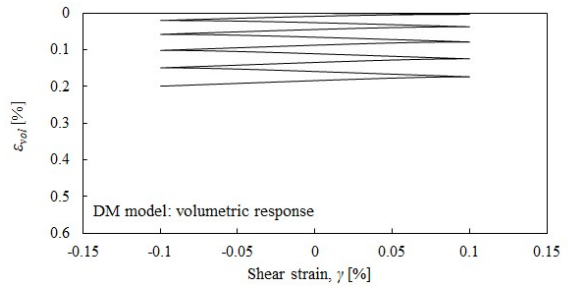 0
0.1
0.2
0.3
0.4
0.5
0.6
εvol [%]
DM model: volumetric response
-0.15 -0.1 -0.05 0 0.05 0.1 0.15
Shear strain, γ [%]